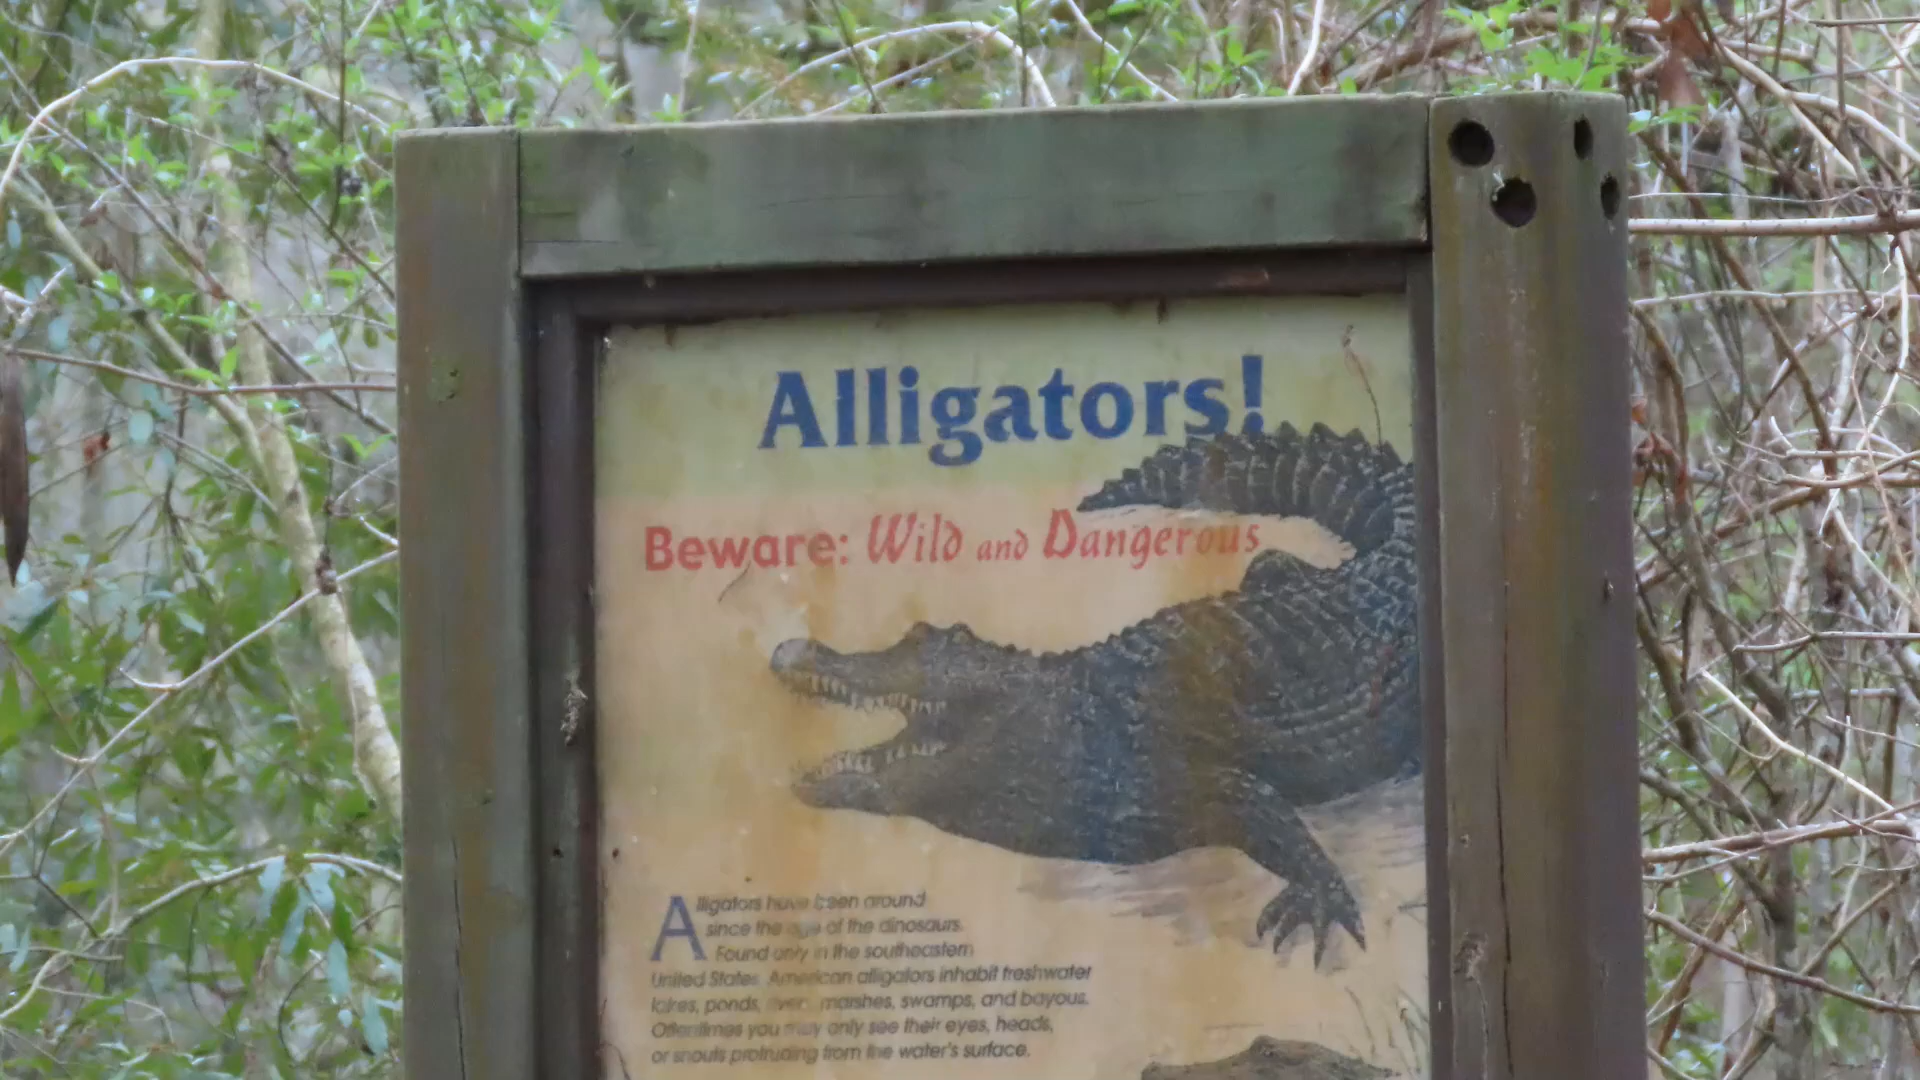 Alligators!
Beware: Wild and Dangerous
Alligators have been around
since the age of the dinosaurs.
Found only in the southeastern
United States, American alligators inhabit freshwater
lakes, ponds, rivers, marshes, swamps, and bayous.
Oftentimes you may only see their eyes, heads,
or snouts protruding from the water's surface.